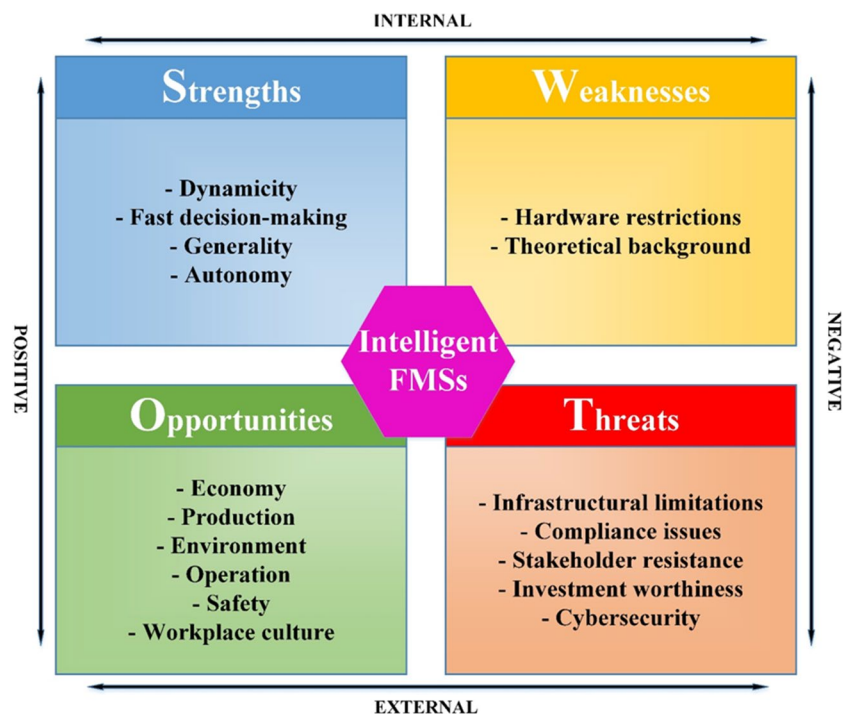 INTERNAL
Strengths
- Dynamicity
- Fast decision-making
- Generality
- Autonomy
Weaknesses
- Hardware restrictions
- Theoretical background
POSITIVE
Intelligent
FMSs
NEGATIVE
Opportunities
- Economy
- Production
- Environment
- Operation
- Safety
- Workplace culture
Threats
- Infrastructural limitations
- Compliance issues
- Stakeholder resistance
- Investment worthiness
- Cybersecurity
EXTERNAL